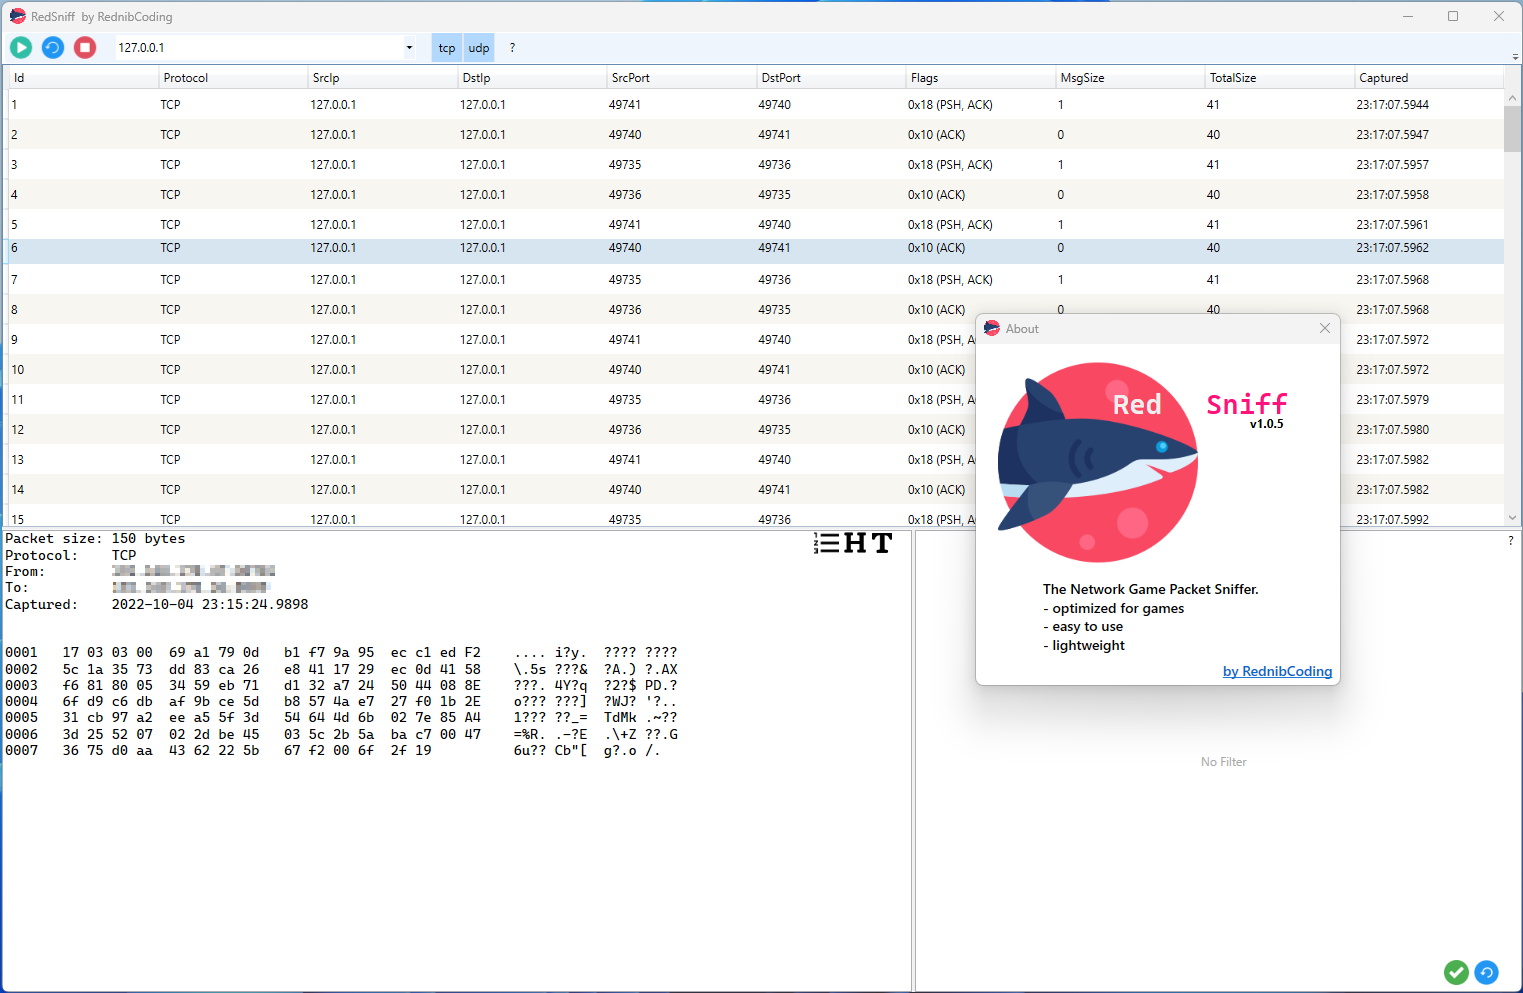 RedSniff by RednibCoding
127.0.0.1 tcp udp ?
Id Protocol SrcIp DstIp SrcPort DstPort Flags MsgSize TotalSize Captured
1 TCP 127.0.0.1 127.0.0.1 49741 49740 0x18 (PSH, ACK) 1 41 23:17:07.5944
2 TCP 127.0.0.1 127.0.0.1 49740 49741 0x10 (ACK) 0 40 23:17:07.5947
3 TCP 127.0.0.1 127.0.0.1 49735 49736 0x18 (PSH, ACK) 1 41 23:17:07.5957
4 TCP 127.0.0.1 127.0.0.1 49736 49735 0x10 (ACK) 0 40 23:17:07.5958
5 TCP 127.0.0.1 127.0.0.1 49741 49740 0x18 (PSH, ACK) 1 41 23:17:07.5961
6 TCP 127.0.0.1 127.0.0.1 49740 49741 0x10 (ACK) 0 40 23:17:07.5962
7 TCP 127.0.0.1 127.0.0.1 49735 49736 0x18 (PSH, ACK) 1 41 23:17:07.5968
8 TCP 127.0.0.1 127.0.0.1 49736 49735 0x10 (ACK) 0 40 23:17:07.5968
9 TCP 127.0.0.1 127.0.0.1 49741 49740 0x18 (PSH, A 23:17:07.5972
10 TCP 127.0.0.1 127.0.0.1 49740 49741 0x10 (ACK) 23:17:07.5972
11 TCP 127.0.0.1 127.0.0.1 49735 49736 0x18 (PSH, A 23:17:07.5979
12 TCP 127.0.0.1 127.0.0.1 49736 49735 0x10 (ACK) 23:17:07.5980
13 TCP 127.0.0.1 127.0.0.1 49741 49740 0x18 (PSH, A 23:17:07.5982
14 TCP 127.0.0.1 127.0.0.1 49740 49741 0x10 (ACK) 23:17:07.5982
15 TCP 127.0.0.1 127.0.0.1 49735 49736 0x18 (PSH, A 23:17:07.5992
About
Red Sniff
v1.0.5
The Network Game Packet Sniffer.
- optimized for games
- easy to use
- lightweight
by RednibCoding
Packet size: 150 bytes
Protocol: TCP
From:
To:
Captured: 2022-10-04 23:15:24.9898
1 2 3 H T
0001 17 03 03 00 69 a1 79 0d b1 f7 9a 95 ec c1 ed F2 .... i?y. ???? ????
0002 5c 1a 35 73 dd 83 ca 26 e8 41 17 29 ec 0d 41 58 \.5s ???& ?A.) ?.AX
0003 f6 81 80 05 34 59 eb 71 d1 32 a7 24 50 44 08 8E ???. 4Y?q ?2?$ PD.?
0004 6f d9 c6 db af 9b ce 5d b8 57 4a e7 27 f0 1b 2E o??? ???] ?WJ? '?..
0005 31 cb 97 a2 ee a5 5f 3d 54 64 4d 6b 02 7e 85 A4 1??? ??_= TdMk .~??
0006 3d 25 52 07 02 2d be 45 03 5c 2b 5a ba c7 00 47 =%R. .-?E .\+Z ??.G
0007 36 75 d0 aa 43 62 22 5b 67 f2 00 6f 2f 19 6u?? Cb"[ g?.o /.
?
No Filter